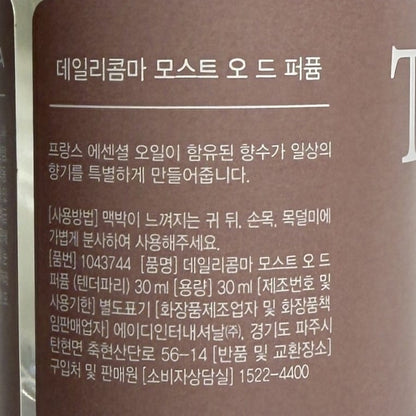 데일리콤마 모스트 오 드 퍼퓸
프랑스 에센셜 오일이 함유된 향수가 일상의
향기를 특별하게 만들어줍니다.
[사용방법] 맥박이 느껴지는 귀 뒤, 손목, 목덜미에
가볍게 분사하여 사용해주세요.
[품번] 1043744 [품명] 데일리콤마 모스트 오 드
퍼퓸 (텐더파리) 30 ml [용량] 30 ml [제조번호 및
사용기한] 별도표기 [화장품제조업자 및 화장품책
임판매업자] 에이디인터내셔날㈜, 경기도 파주시
탄현면 축현산단로 56-14 [반품 및 교환장소]
구입처 및 판매원 [소비자상담실] 1522-4400
T